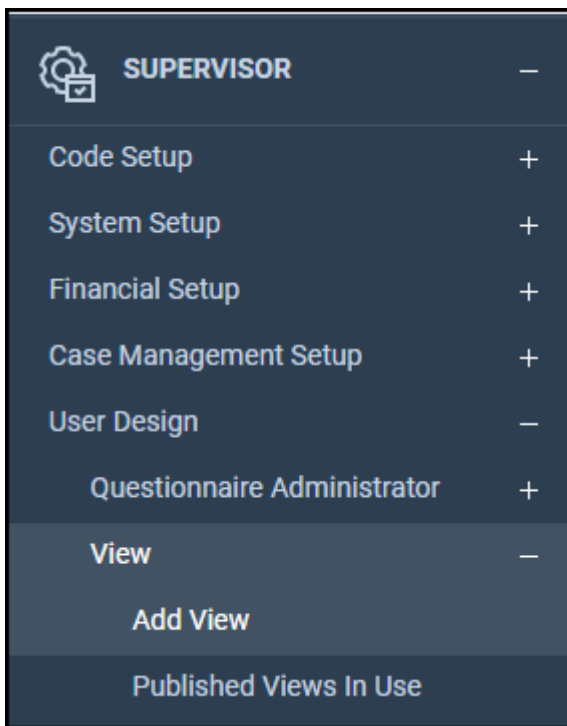 SUPERVISOR –
Code Setup +
System Setup +
Financial Setup +
Case Management Setup +
User Design –
Questionnaire Administrator +
View –
Add View
Published Views In Use